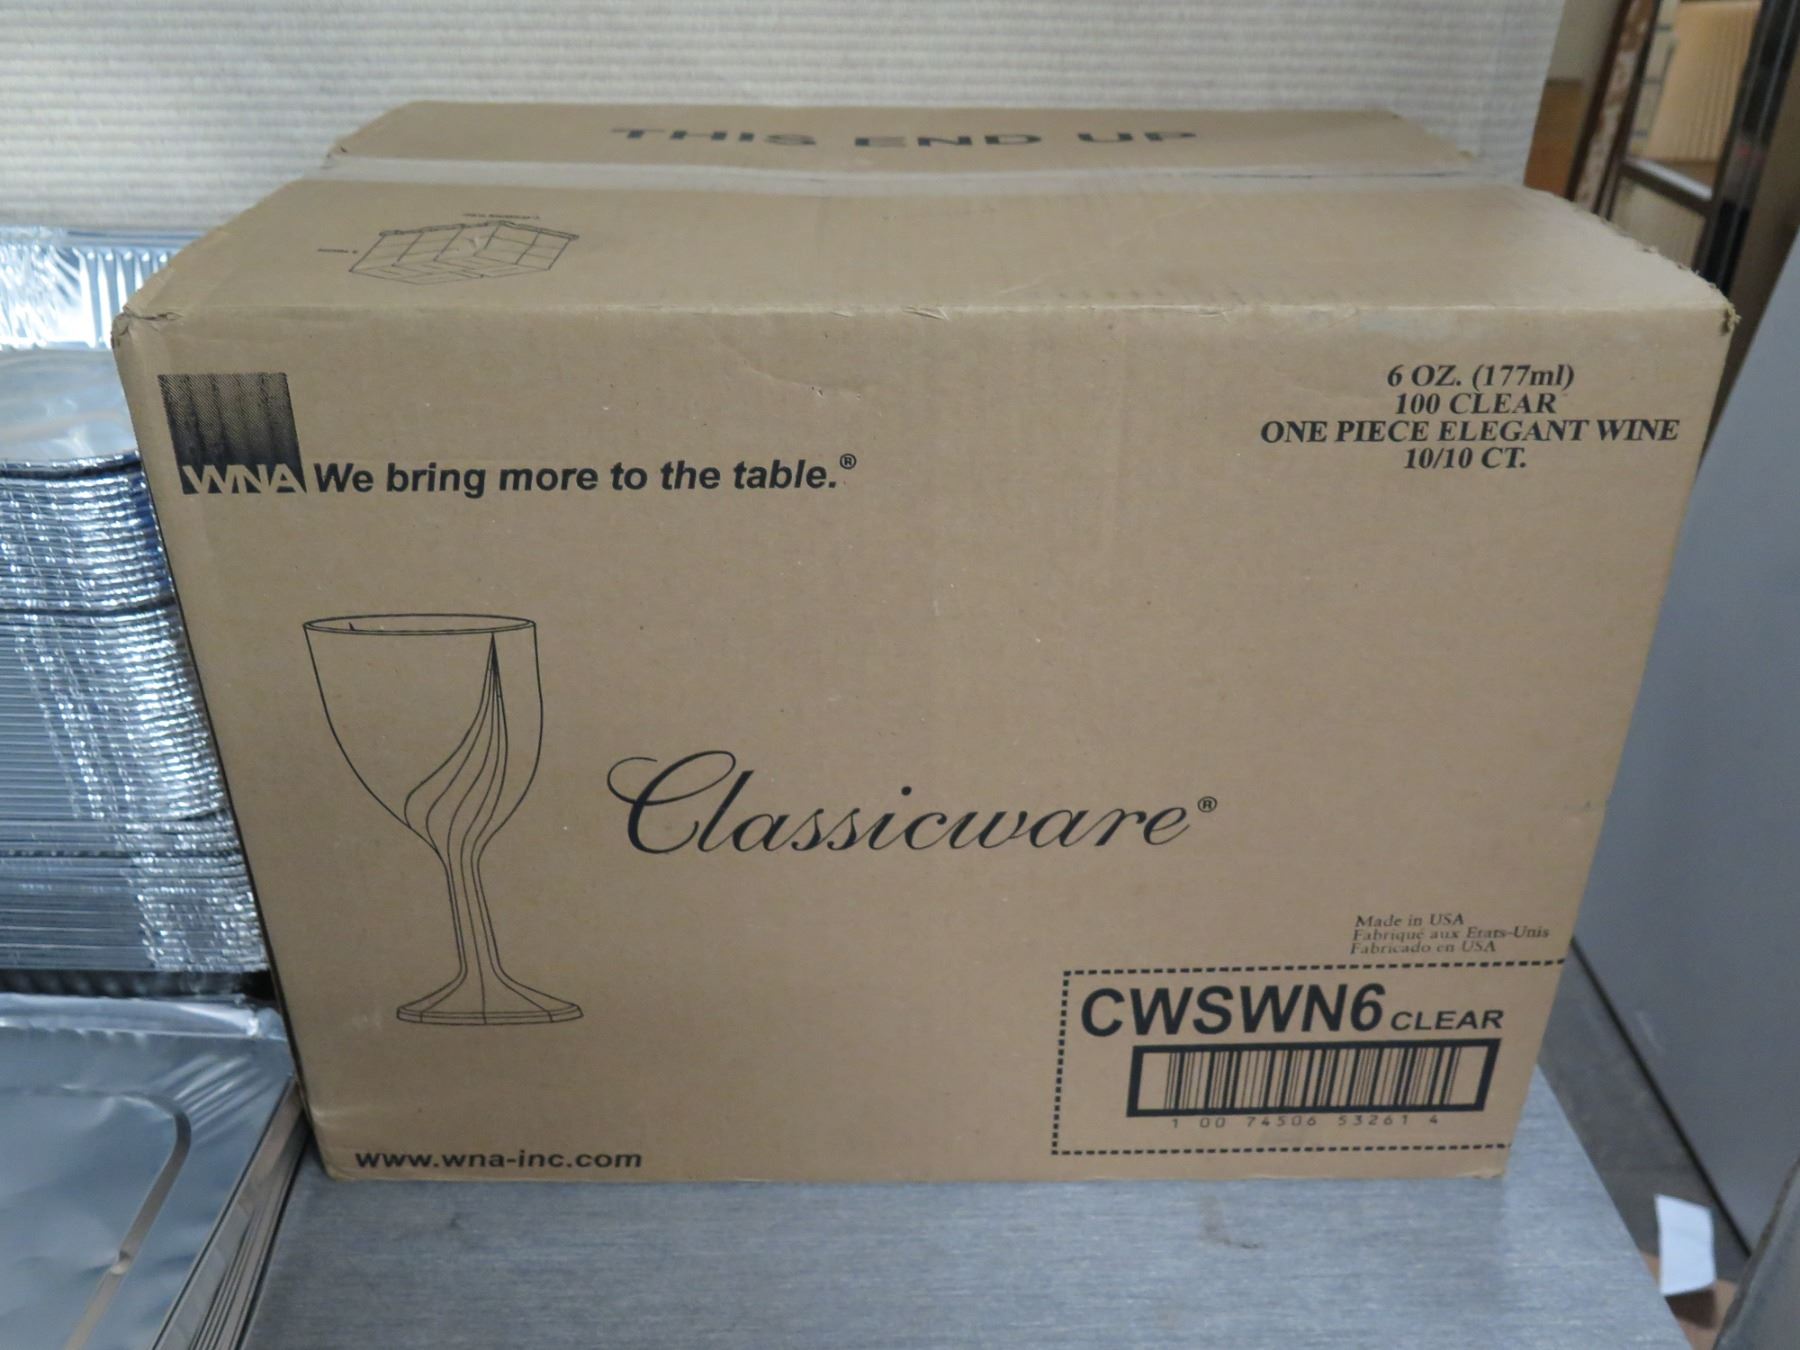 THIS END UP
WNA We bring more to the table.®
6 OZ. (177ml)
100 CLEAR
ONE PIECE ELEGANT WINE
10/10 CT.
Classicware®
Made in USA
Fabriqué aux Etats-Unis
Fabricado en USA
CWSWN6 CLEAR
1 00 74506 53261 4
www.wna-inc.com